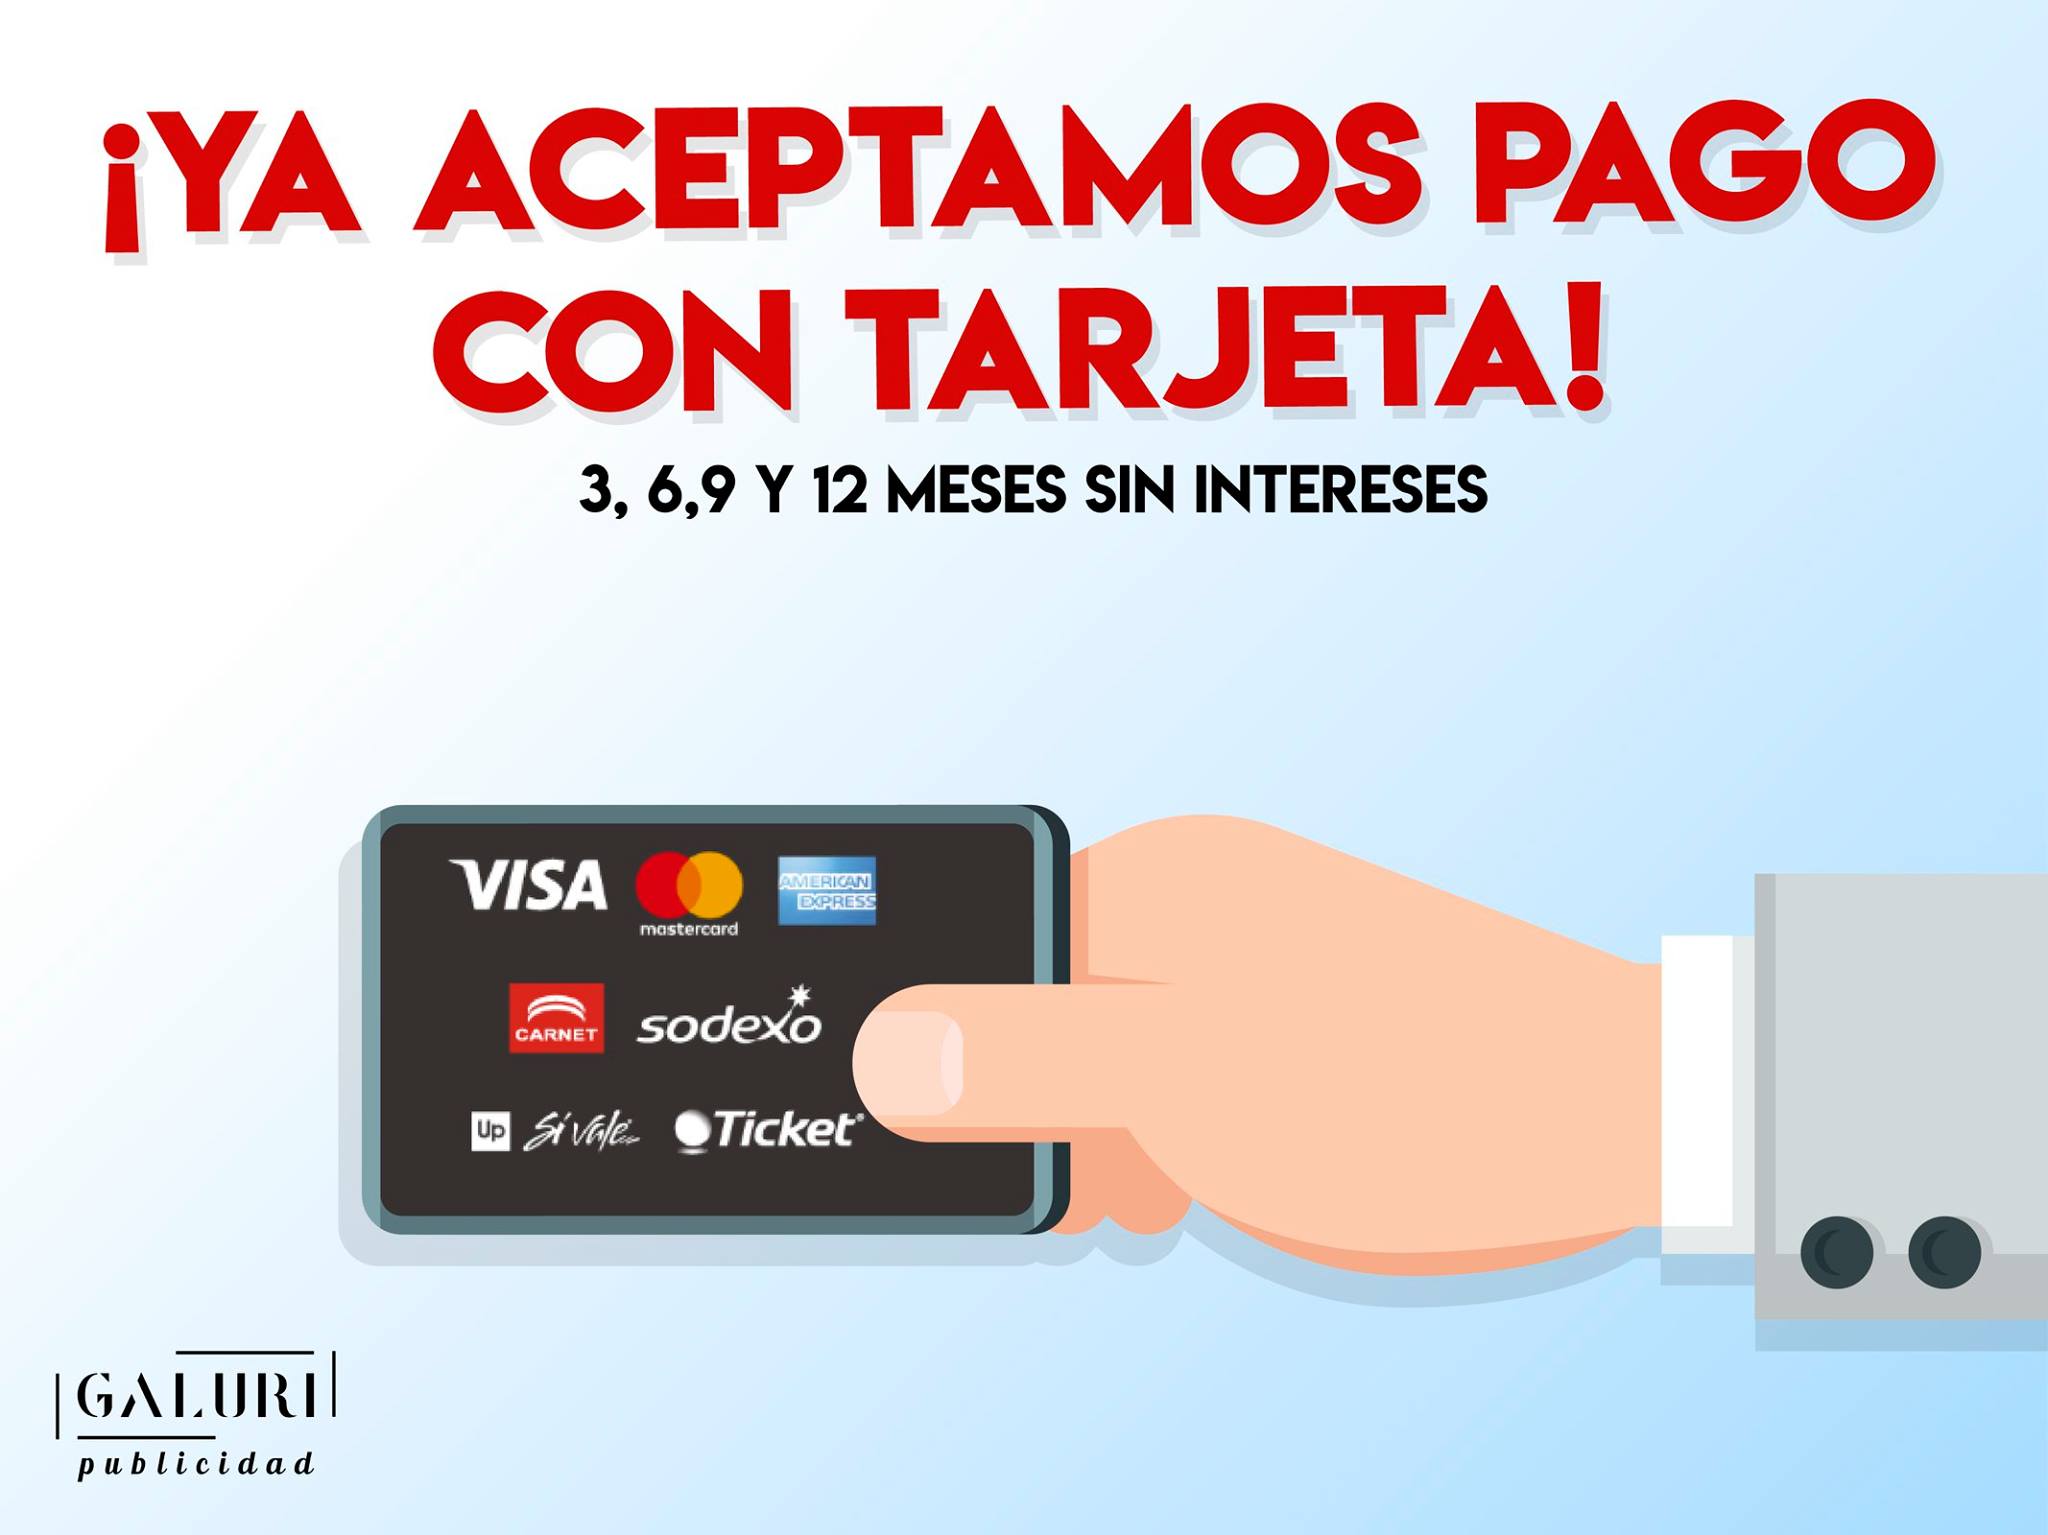 ¡YA ACEPTAMOS PAGO
CON TARJETA!
3, 6,9 Y 12 MESES SIN INTERESES
VISA mastercard AMERICAN EXPRESS
CARNET sodexo
Up Sí Vale Ticket®
GALURI
publicidad